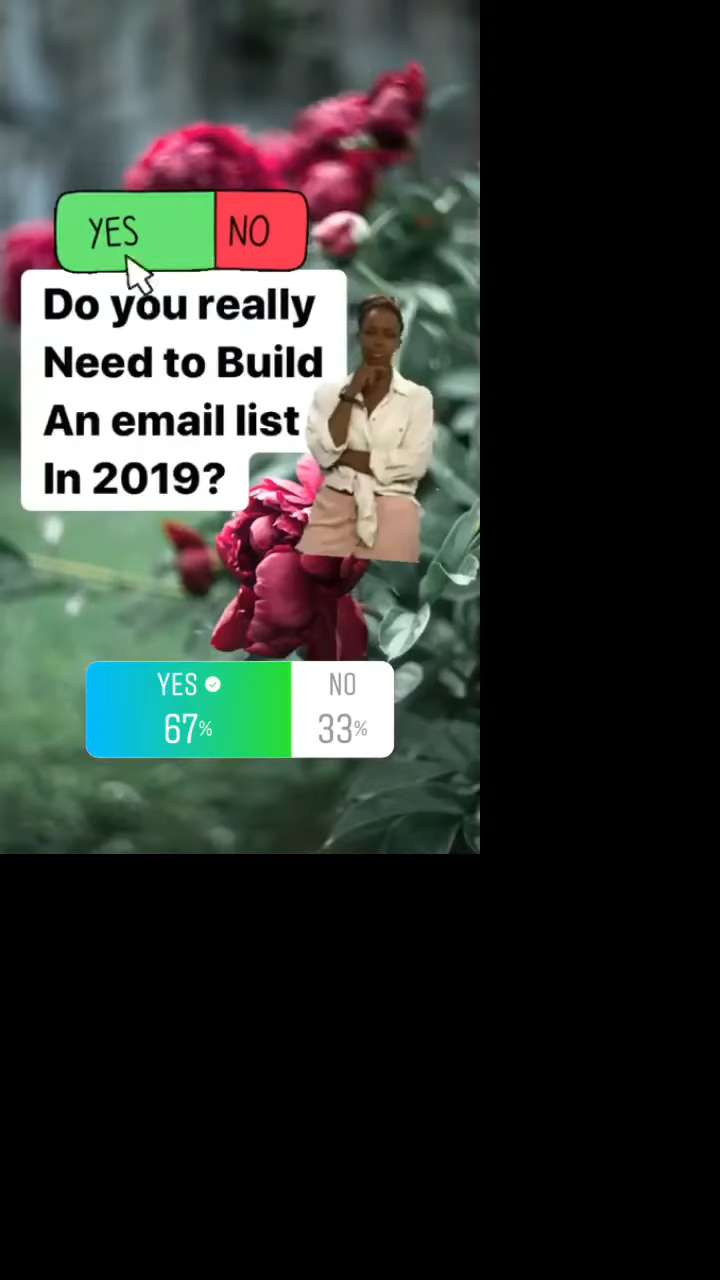 YES NO
Do you really
Need to Build
An email list
In 2019?
YES NO
67% 33%